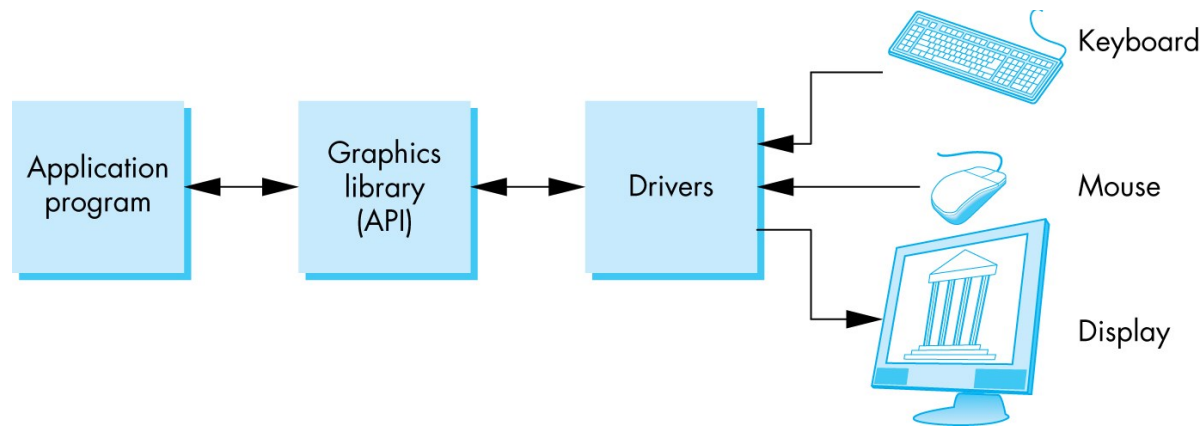 Application
program
Graphics
library
(API)
Drivers
Keyboard
Mouse
Display